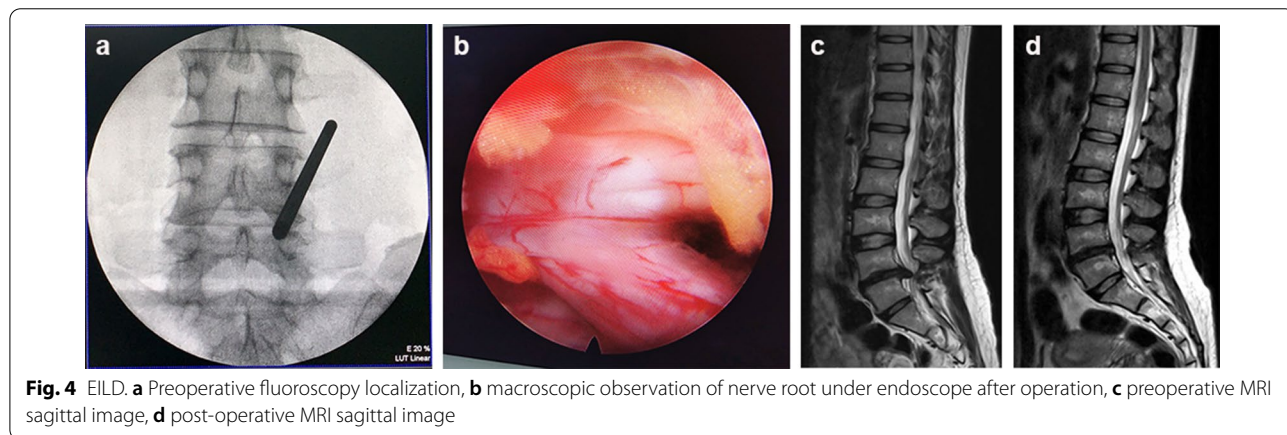 a
b
c
d
E 20 %
LUT Linear
Fig. 4 EILD. a Preoperative fluoroscopy localization, b macroscopic observation of nerve root under endoscope after operation, c preoperative MRI
sagittal image, d post-operative MRI sagittal image